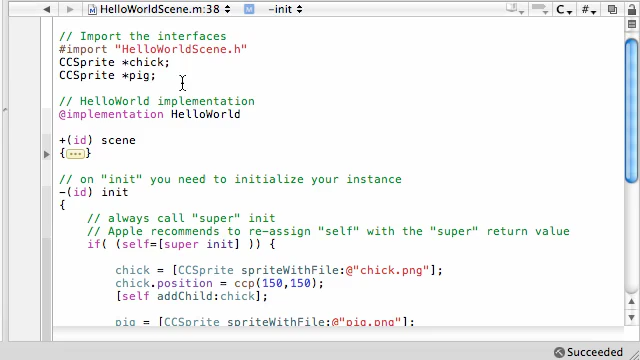 HelloWorldScene.m:38
M
-init
C
#
// Import the interfaces
#import "HelloWorldScene.h"
CCSprite *chick;
CCSprite *pig;
// HelloWorld implementation
@implementation HelloWorld
+(id) scene
{...}
// on "init" you need to initialize your instance
-(id) init
{
// always call "super" init
// Apple recommends to re-assign "self" with the "super" return value
if( (self=[super init] )) {
chick = [CCSprite spriteWithFile:@"chick.png"];
chick.position = ccp(150,150);
[self addChild:chick];
pig = [CCSprite spriteWithFile:@"pig.png"];
Succeeded